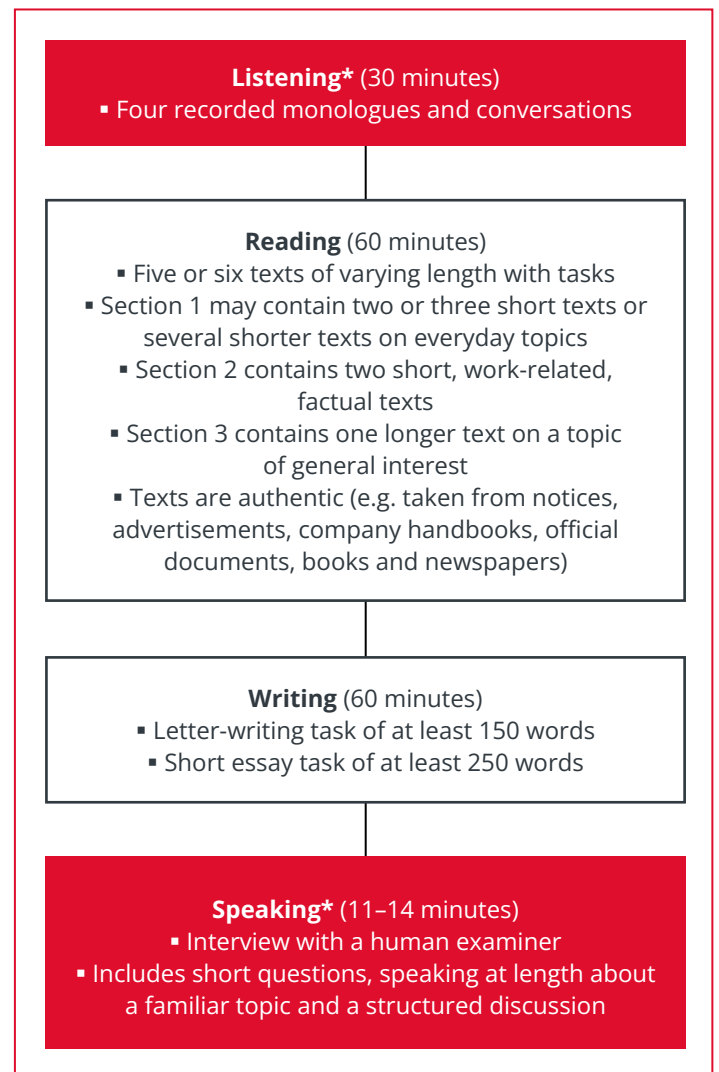 Listening* (30 minutes)
▪ Four recorded monologues and conversations
Reading (60 minutes)
▪ Five or six texts of varying length with tasks
▪ Section 1 may contain two or three short texts or
several shorter texts on everyday topics
▪ Section 2 contains two short, work-related,
factual texts
▪ Section 3 contains one longer text on a topic
of general interest
▪ Texts are authentic (e.g. taken from notices,
advertisements, company handbooks, official
documents, books and newspapers)
Writing (60 minutes)
▪ Letter-writing task of at least 150 words
▪ Short essay task of at least 250 words
Speaking* (11–14 minutes)
▪ Interview with a human examiner
▪ Includes short questions, speaking at length about
a familiar topic and a structured discussion